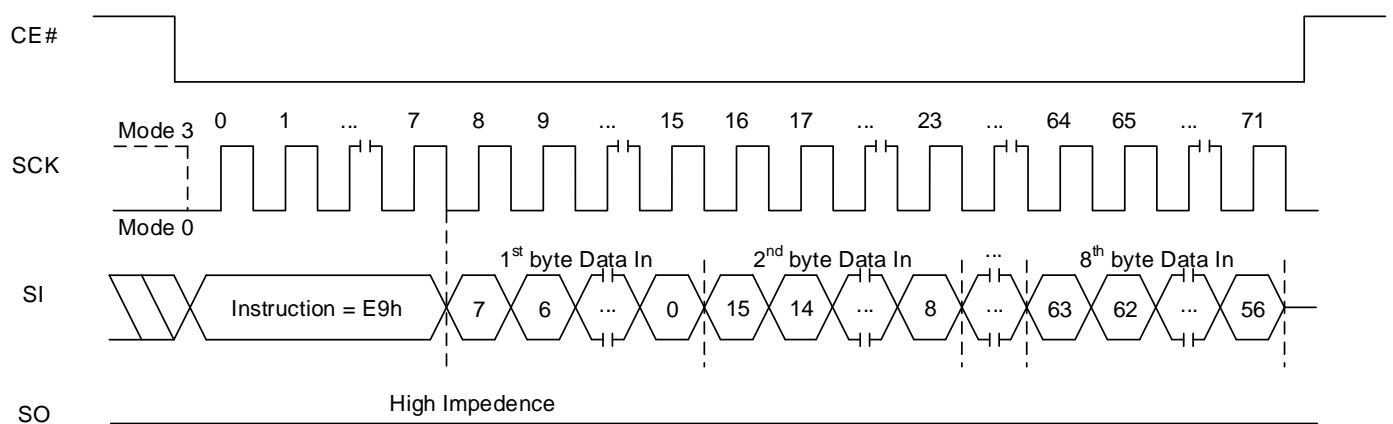 CE#
0 1 ... 7 8 9 ... 15 16 17 ... 23 ... 64 65 ... 71
Mode 3
SCK
Mode 0
1st byte Data In 2nd byte Data In ... 8th byte Data In
SI Instruction = E9h 7 6 ... 0 15 14 ... 8 ... 63 62 ... 56
High Impedence
SO